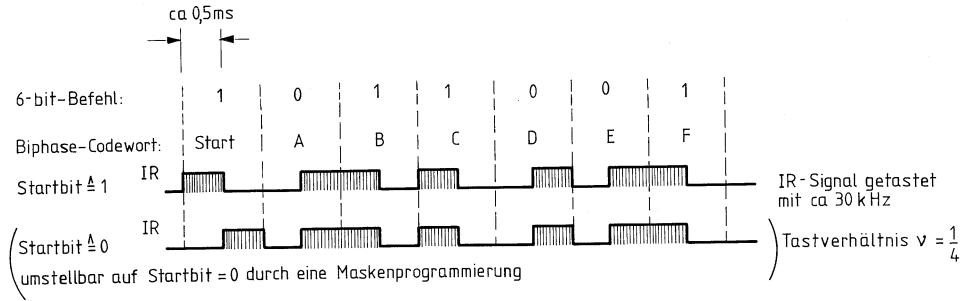 ca 0,5ms
6-bit-Befehl: 1 0 1 1 0 0 1
Biphase-Codewort: Start A B C D E F
Startbit ≙ 1 IR
IR-Signal getastet
mit ca 30 kHz
Startbit ≙ 0 IR
Tastverhältnis ν = 1/4
umstellbar auf Startbit = 0 durch eine Maskenprogrammierung